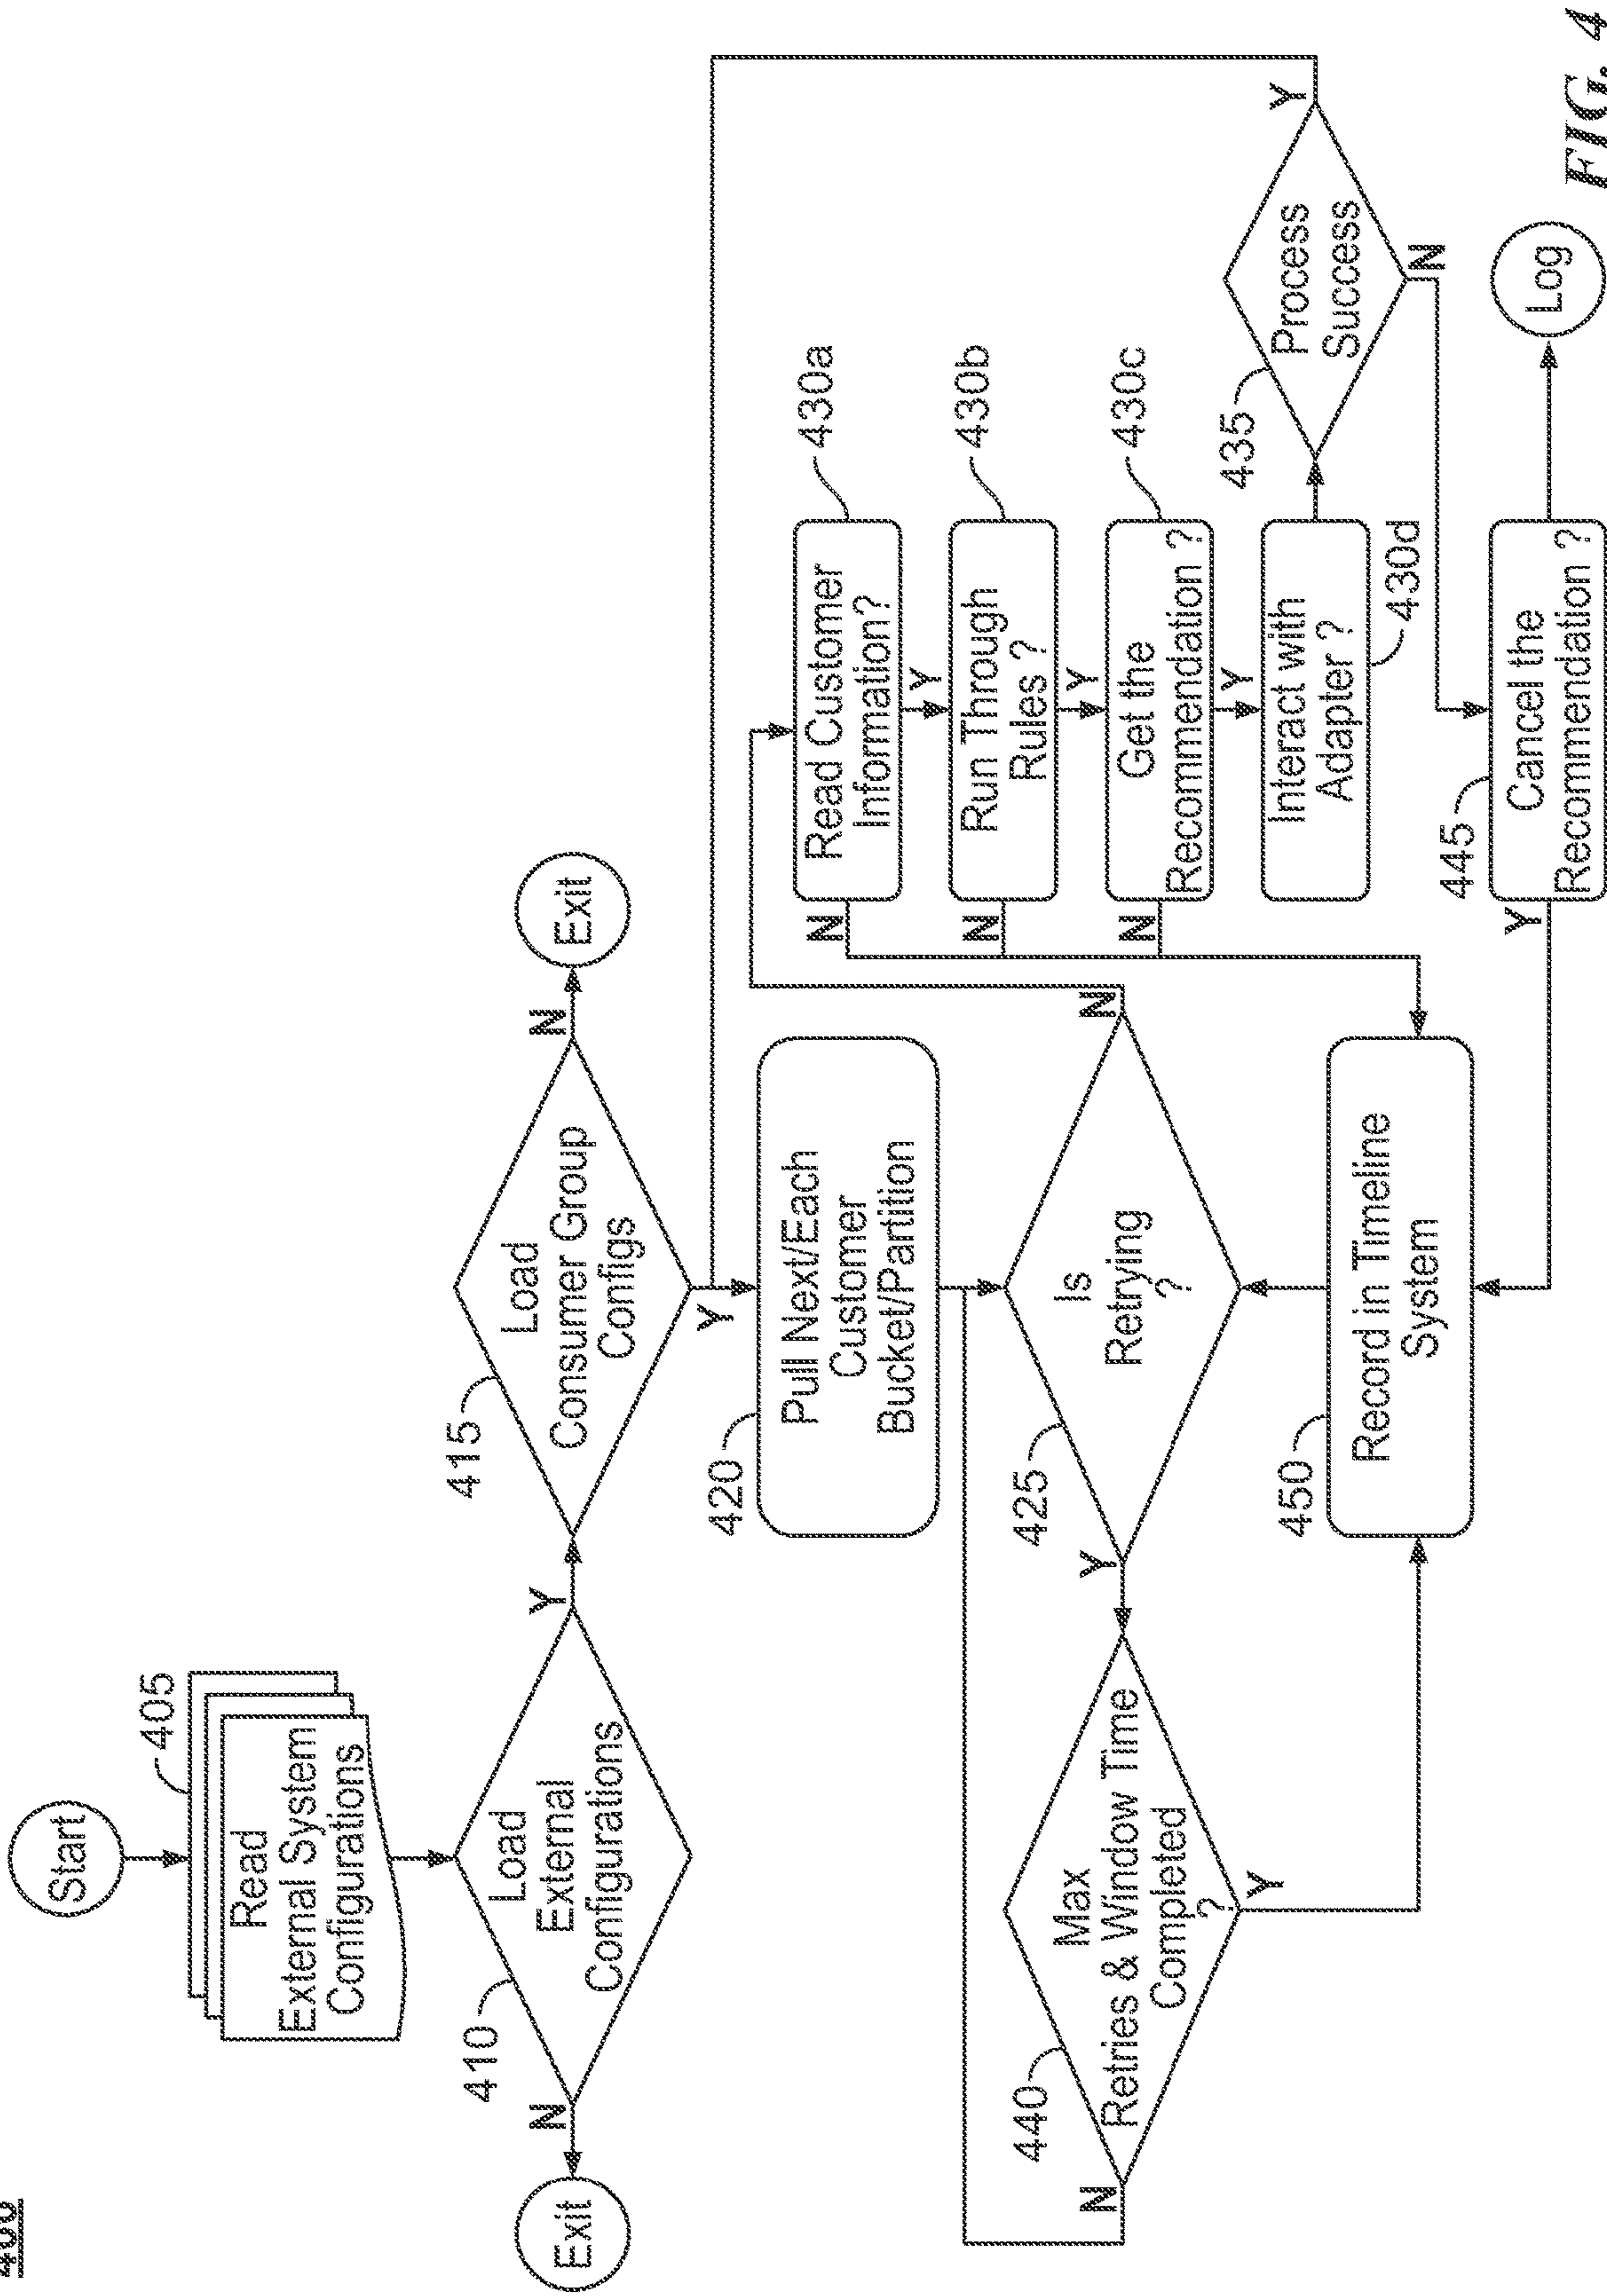 400
Start
405
Read
External System
Configurations
410
Load
External
Configurations
N
Exit
Y
415
Load
Consumer Group
Configs
N
Exit
Y
420
Pull Next/Each
Customer
Bucket/Partition
425
Is
Retrying
?
Y
N
440
Max
Retries & Window Time
Completed
?
N
Y
450
Record in Timeline
System
430a
Read Customer
Information?
N
Y
430b
Run Through
Rules ?
N
Y
430c
Get the
Recommendation ?
N
Y
Interact with
Adapter ?
430d
435
Process
Success
Y
N
445
Cancel the
Recommendation ?
Y
Log
FIG. 4